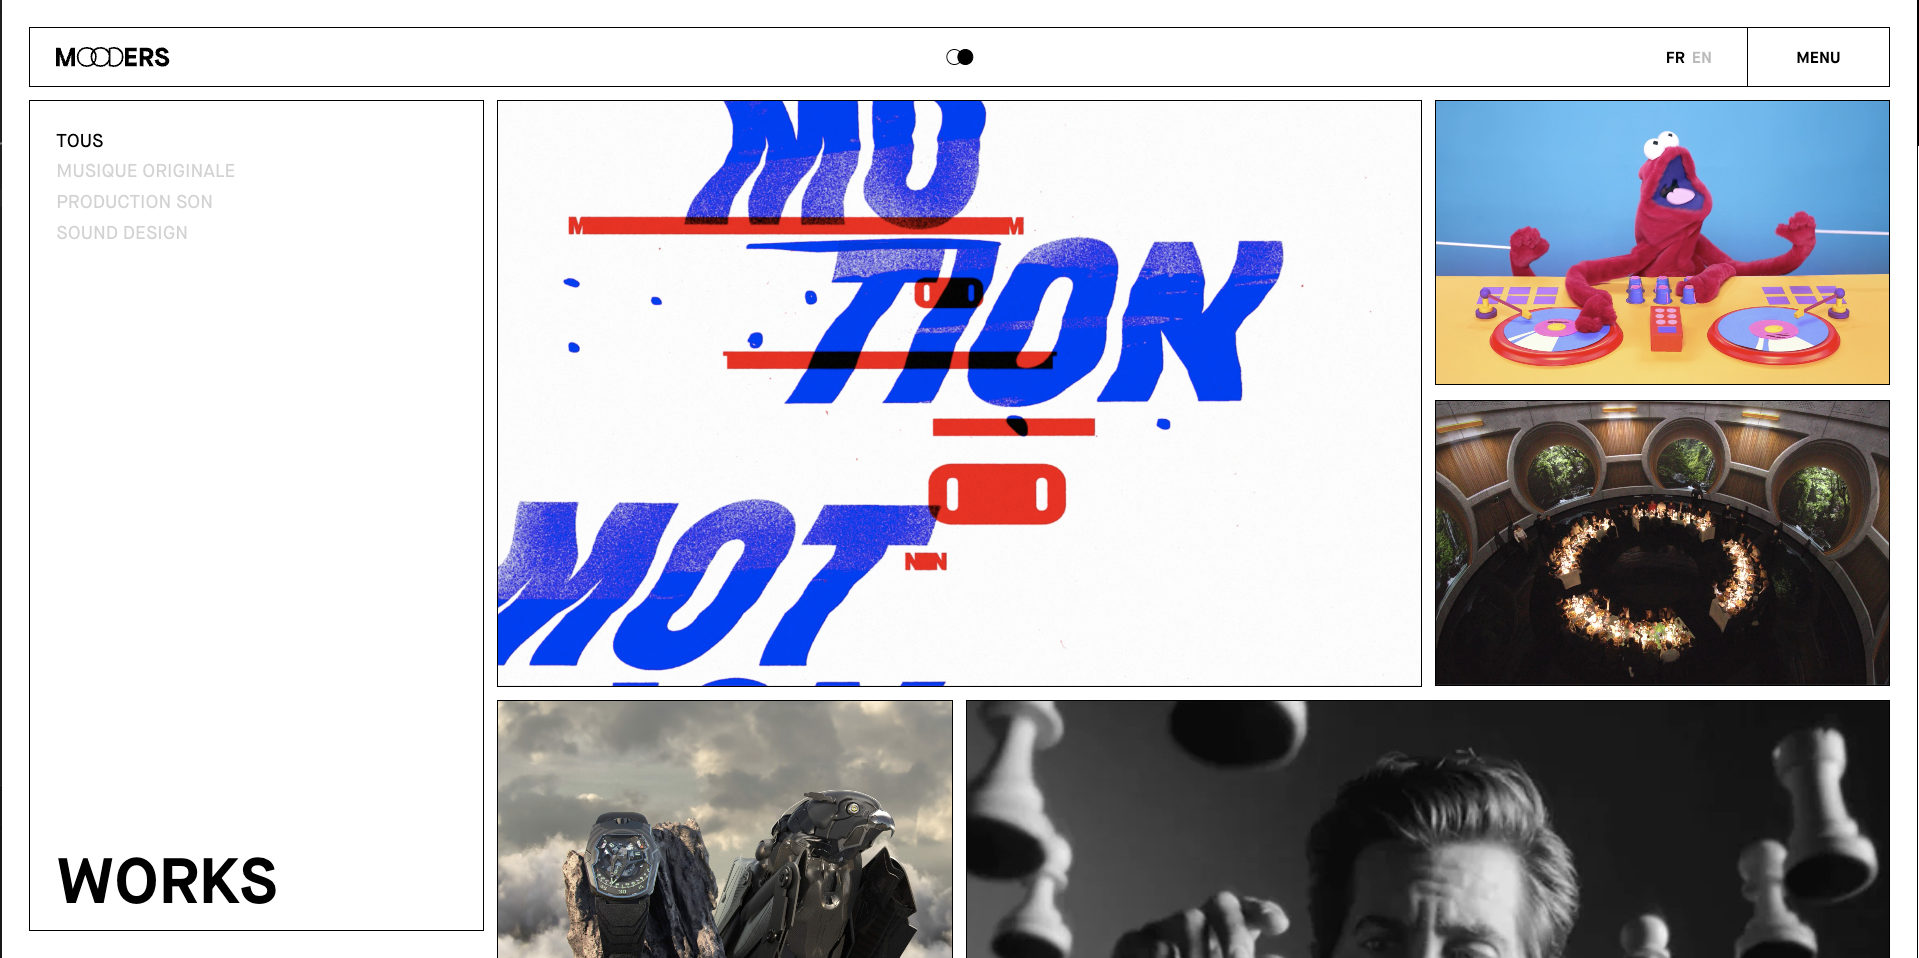 MOODERS
FR EN
MENU
TOUS
MUSIQUE ORIGINALE
PRODUCTION SON
SOUND DESIGN
WORKS
MO
M M
TION
MOT